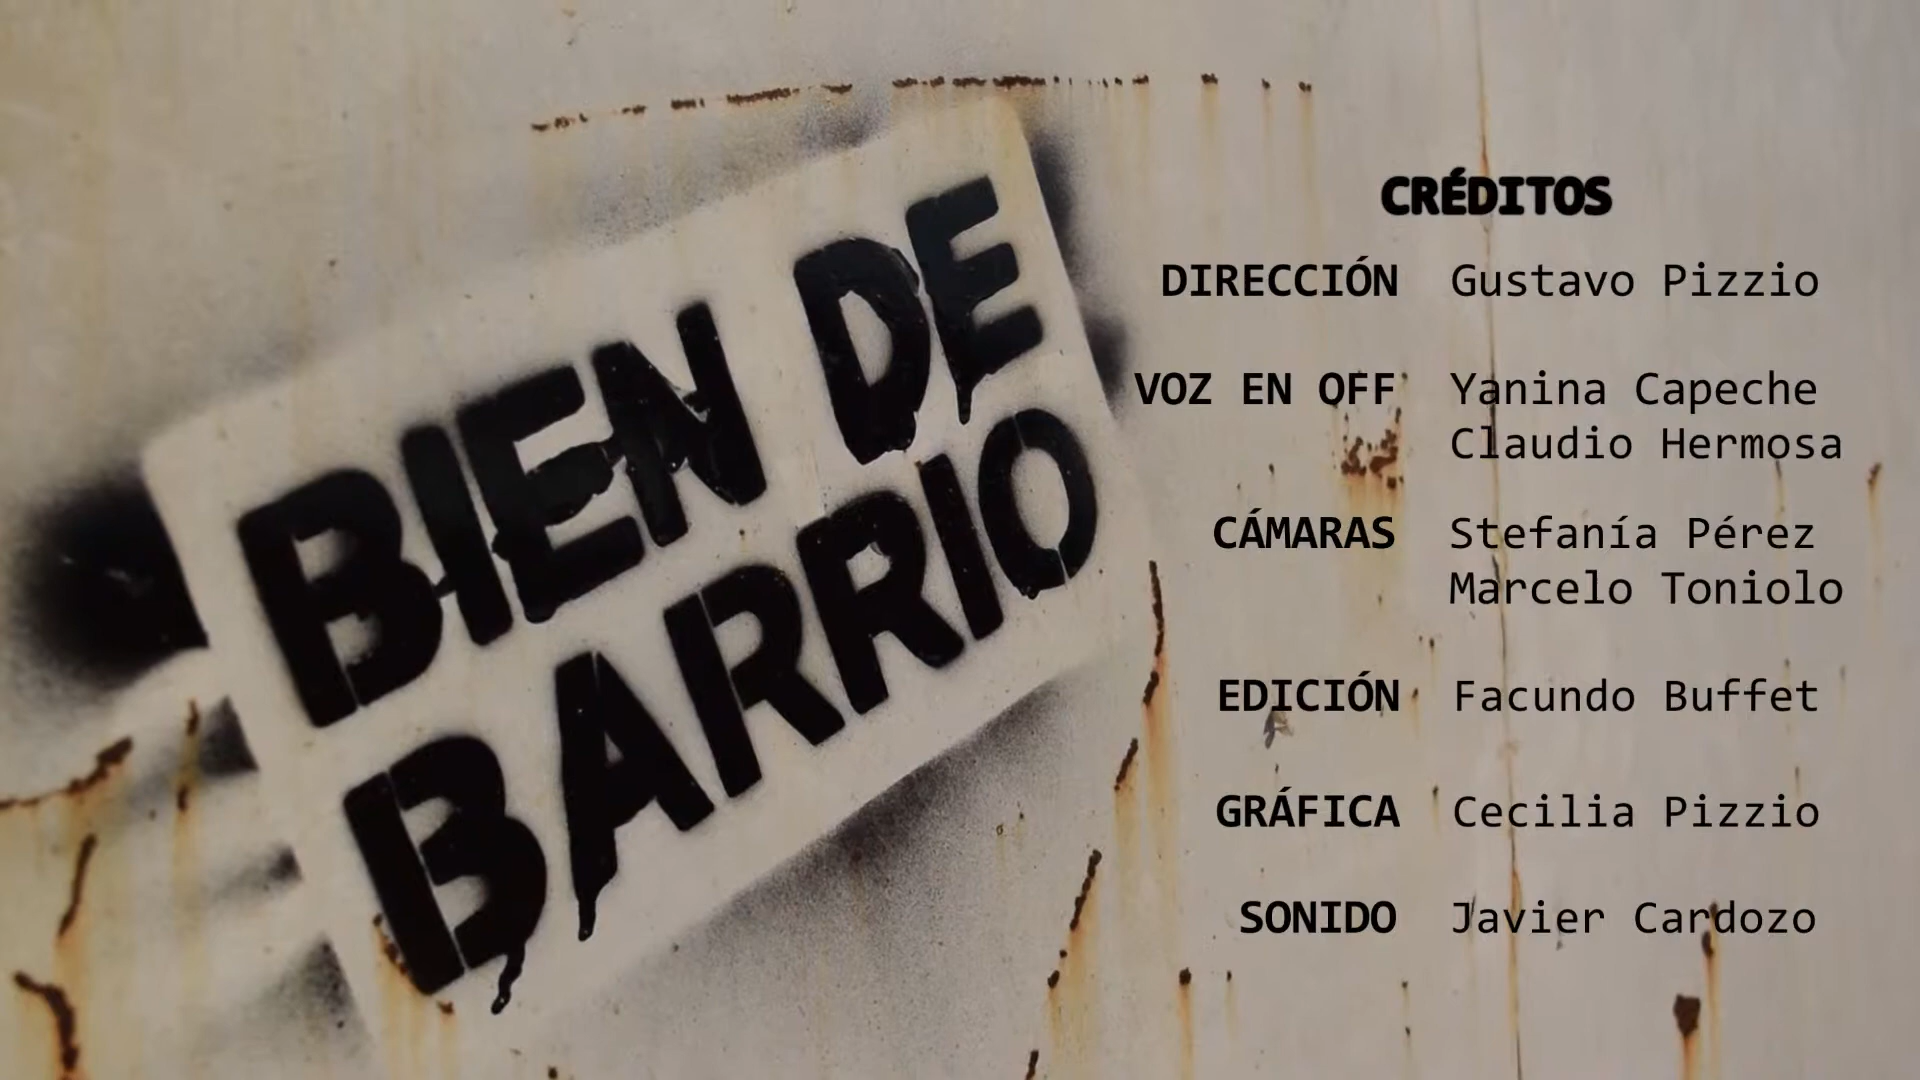 BIEN DE
BARRIO
CRÉDITOS
DIRECCIÓN Gustavo Pizzio
VOZ EN OFF Yanina Capeche
Claudio Hermosa
CÁMARAS Stefanía Pérez
Marcelo Toniolo
EDICIÓN Facundo Buffet
GRÁFICA Cecilia Pizzio
SONIDO Javier Cardozo